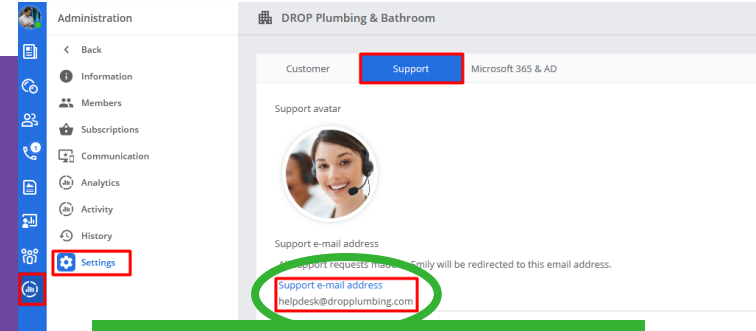 Administration
DROP Plumbing & Bathroom
Back
Information
Members
Subscriptions
Communication
Analytics
Activity
History
Settings
Customer
Support
Microsoft 365 & AD
Support avatar
Support e-mail address
All support requests made to Emily will be redirected to this email address.
Support e-mail address
helpdesk@dropplumbing.com